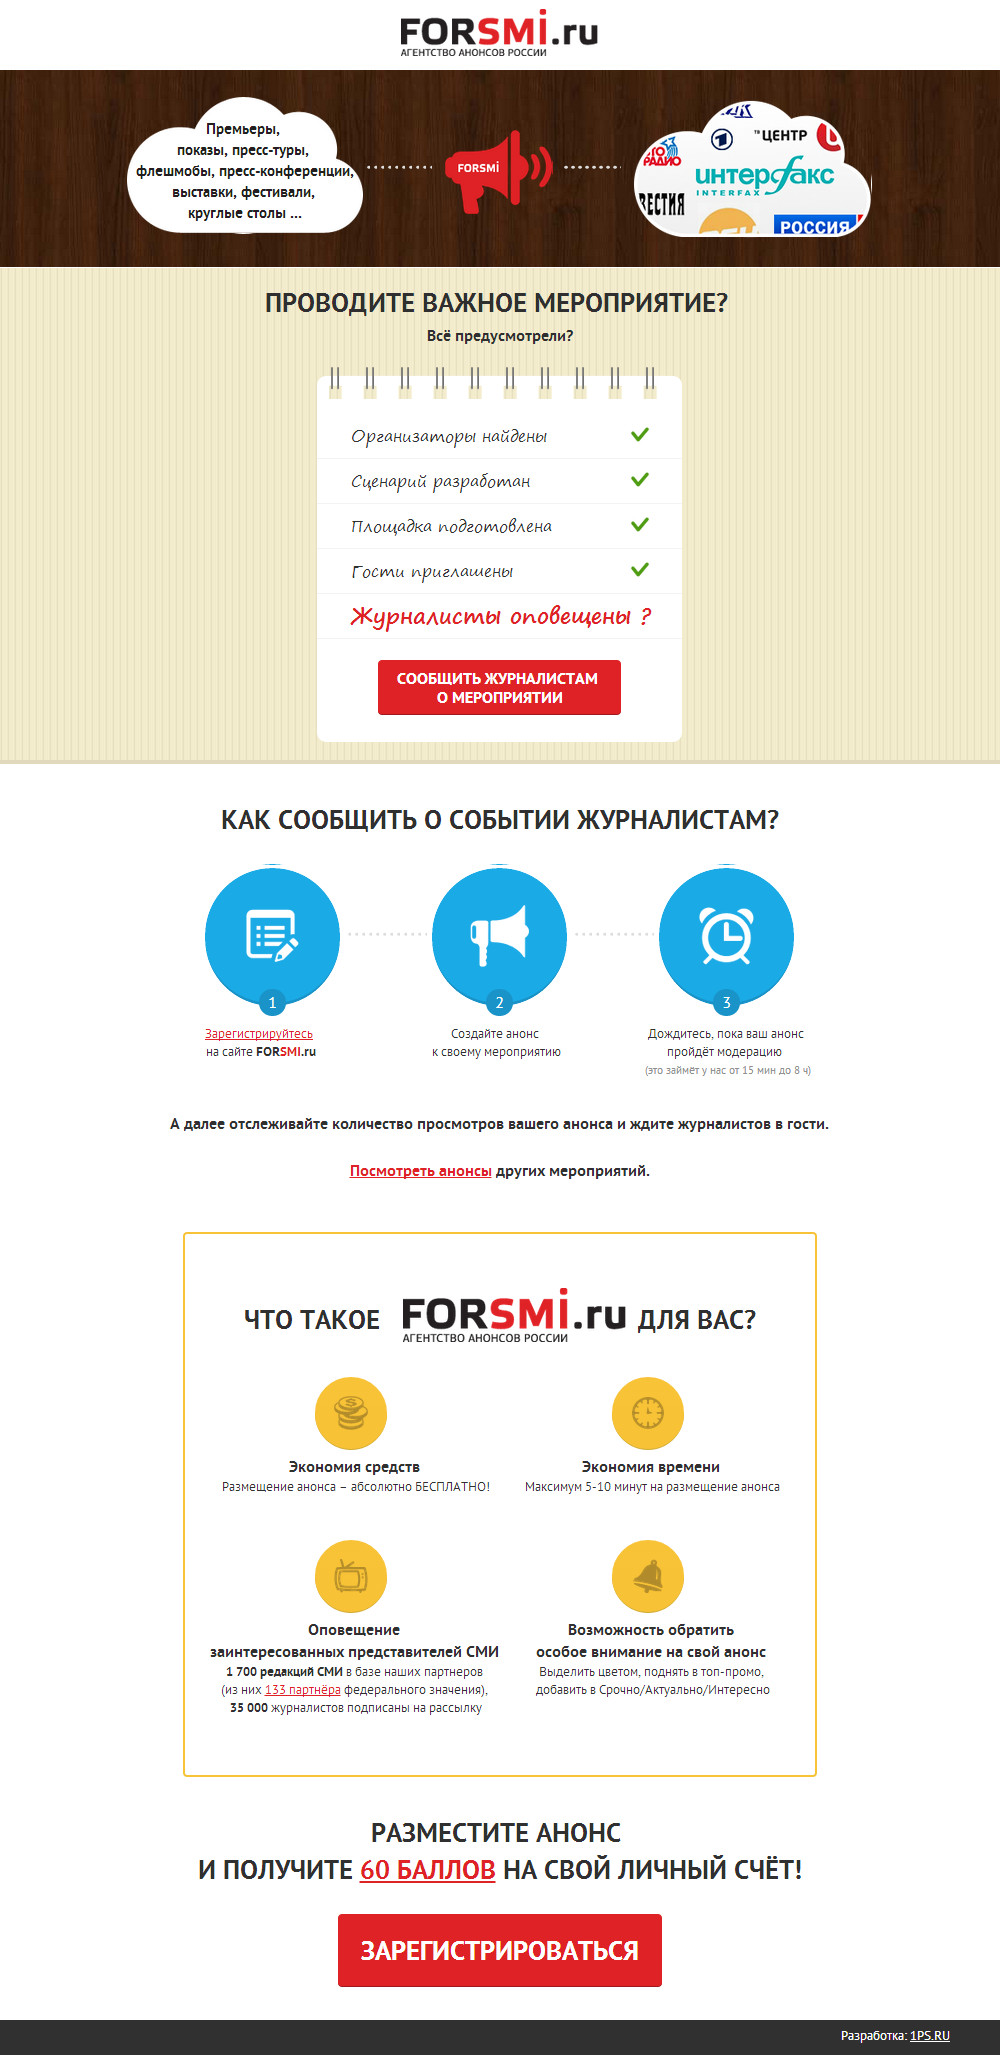 FORSMi.ru
АГЕНТСТВО АНОНСОВ РОССИИ
Премьеры,
показы, пресс-туры,
флешмобы, пресс-конференции,
выставки, фестивали,
круглые столы ...
FORSMi
ТВ ЦЕНТР
РАДИО
интерфакс
INTERFAX
ВЕСТИЯ
РОССИЯ
ПРОВОДИТЕ ВАЖНОЕ МЕРОПРИЯТИЕ?
Всё предусмотрели?
Организаторы найдены
Сценарий разработан
Площадка подготовлена
Гости приглашены
Журналисты оповещены ?
СООБЩИТЬ ЖУРНАЛИСТАМ
О МЕРОПРИЯТИИ
КАК СООБЩИТЬ О СОБЫТИИ ЖУРНАЛИСТАМ?
1
2
3
Зарегистрируйтесь
на сайте FORSMI.ru
Создайте анонс
к своему мероприятию
Дождитесь, пока ваш анонс
пройдёт модерацию
(это займёт у нас от 15 мин до 8 ч)
А далее отслеживайте количество просмотров вашего анонса и ждите журналистов в гости.
Посмотреть анонсы других мероприятий.
ЧТО ТАКОЕ FORSMi.ru ДЛЯ ВАС?
АГЕНТСТВО АНОНСОВ РОССИИ
Экономия средств
Размещение анонса – абсолютно БЕСПЛАТНО!
Экономия времени
Максимум 5-10 минут на размещение анонса
Оповещение
заинтересованных представителей СМИ
1 700 редакций СМИ в базе наших партнеров
(из них 133 партнёра федерального значения),
35 000 журналистов подписаны на рассылку
Возможность обратить
особое внимание на свой анонс
Выделить цветом, поднять в топ-промо,
добавить в Срочно/Актуально/Интересно
РАЗМЕСТИТЕ АНОНС
И ПОЛУЧИТЕ 60 БАЛЛОВ НА СВОЙ ЛИЧНЫЙ СЧЁТ!
ЗАРЕГИСТРИРОВАТЬСЯ
Разработка: 1PS.RU